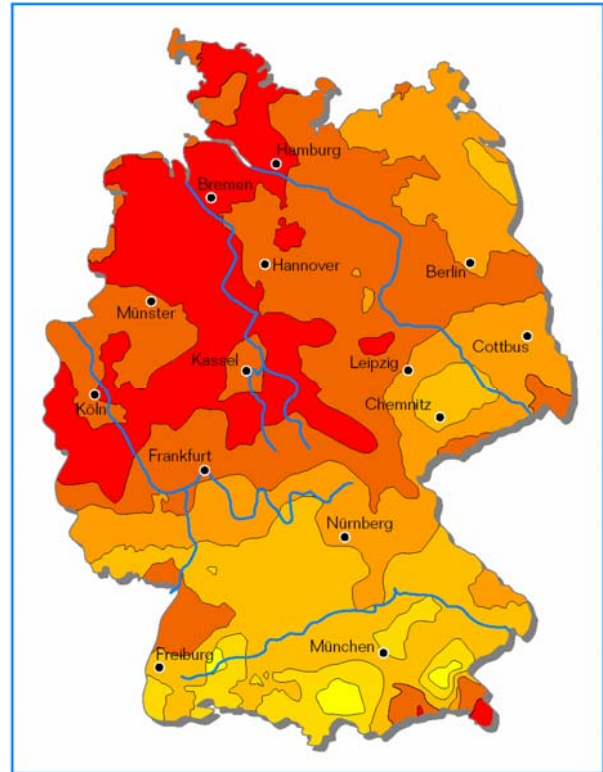 Hamburg
Bremen
Hannover
Berlin
Münster
Cottbus
Kassel
Leipzig
Köln
Chemnitz
Frankfurt
Nürnberg
München
Freiburg